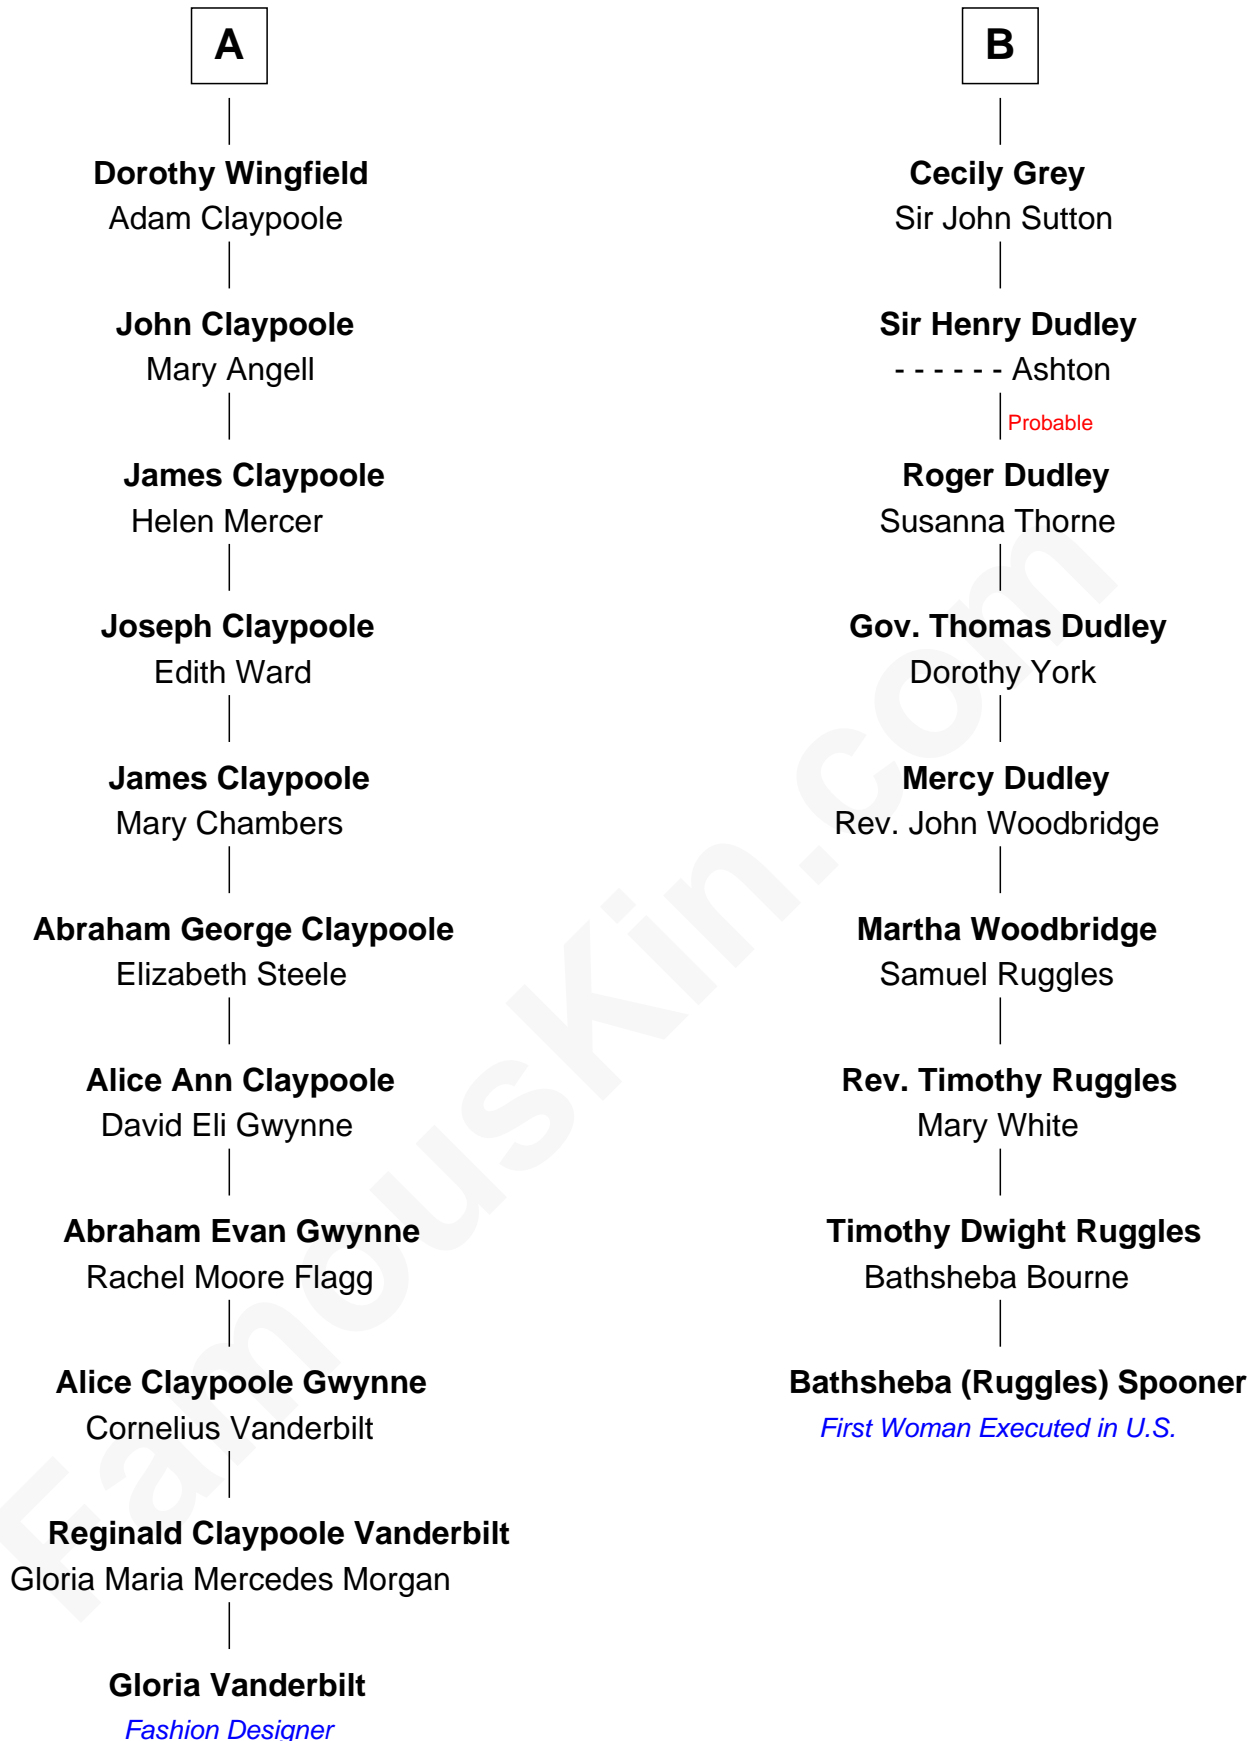 A
Dorothy Wingfield
Adam Claypoole
John Claypoole
Mary Angell
James Claypoole
Helen Mercer
Joseph Claypoole
Edith Ward
James Claypoole
Mary Chambers
Abraham George Claypoole
Elizabeth Steele
Alice Ann Claypoole
David Eli Gwynne
Abraham Evan Gwynne
Rachel Moore Flagg
Alice Claypoole Gwynne
Cornelius Vanderbilt
Reginald Claypoole Vanderbilt
Gloria Maria Mercedes Morgan
Gloria Vanderbilt
Fashion Designer
B
Cecily Grey
Sir John Sutton
Sir Henry Dudley
- - - - - - Ashton
Probable
Roger Dudley
Susanna Thorne
Gov. Thomas Dudley
Dorothy York
Mercy Dudley
Rev. John Woodbridge
Martha Woodbridge
Samuel Ruggles
Rev. Timothy Ruggles
Mary White
Timothy Dwight Ruggles
Bathsheba Bourne
Bathsheba (Ruggles) Spooner
First Woman Executed in U.S.
FamousKin.com